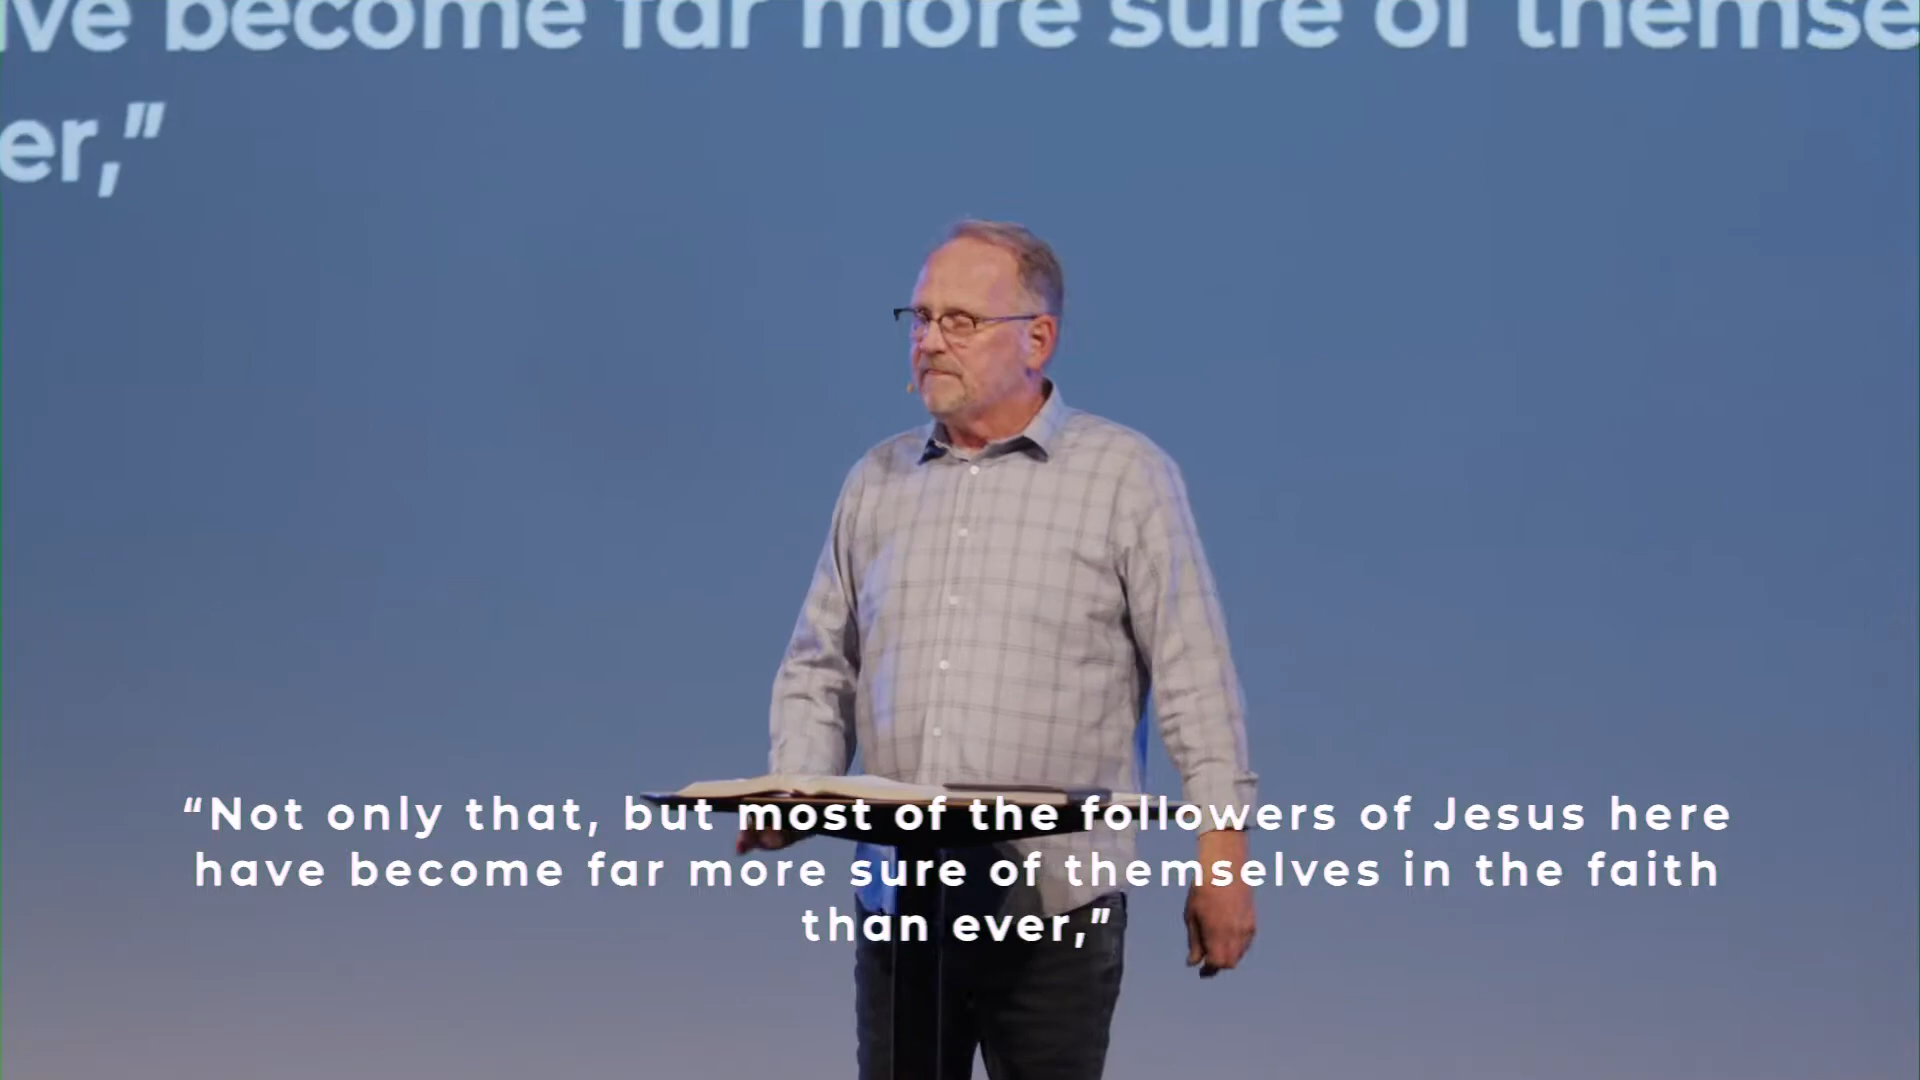 ve become far more sure of themse
er,”
“Not only that, but most of the followers of Jesus here
have become far more sure of themselves in the faith
than ever,”